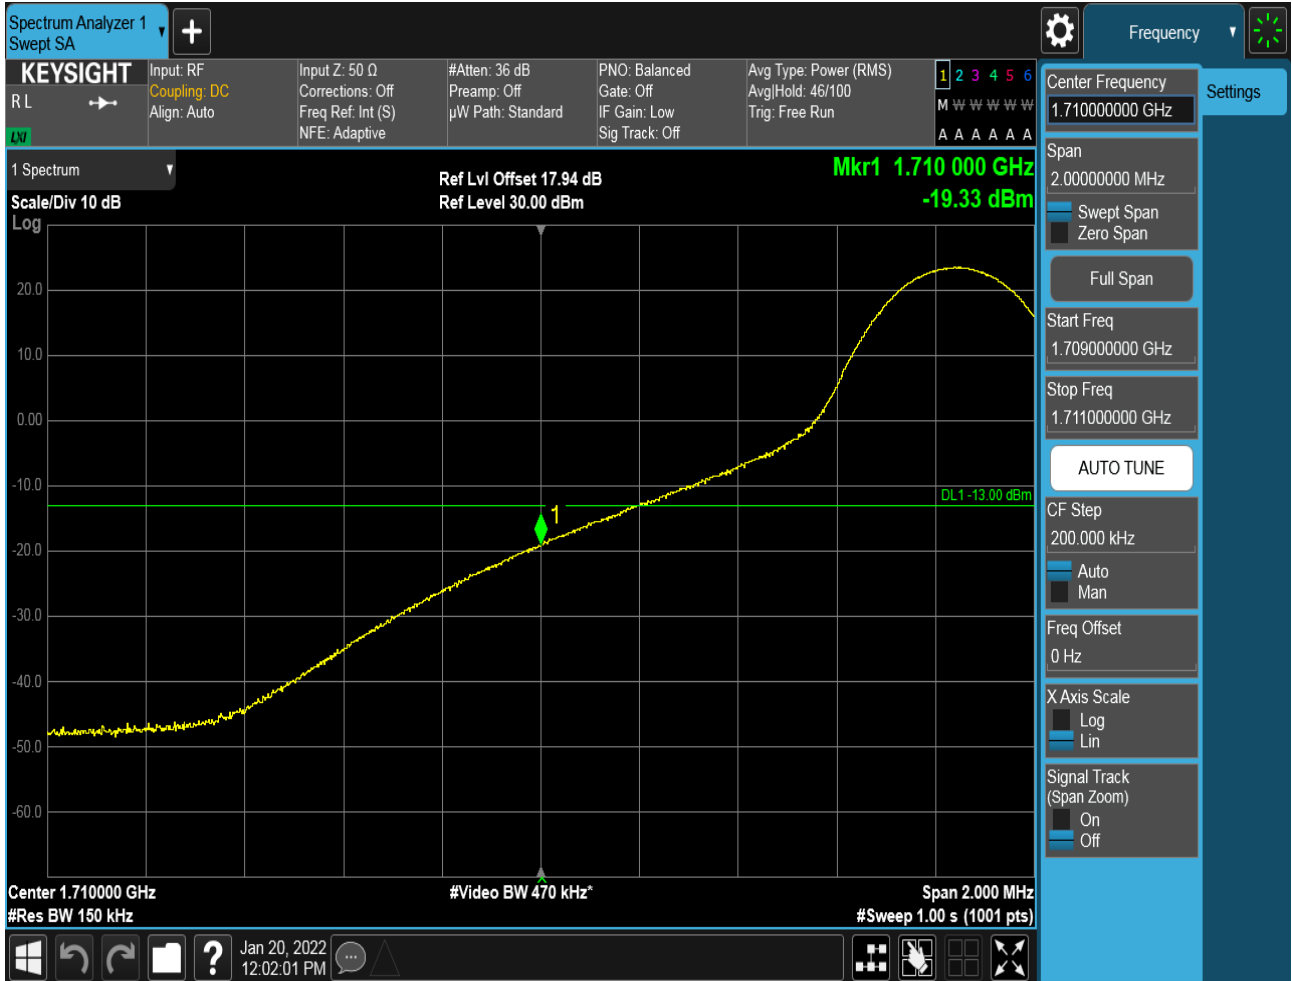 Spectrum Analyzer 1
Swept SA
Frequency
KEYSIGHT
R L
LXI
Input: RF
Coupling: DC
Align: Auto
Input Z: 50 Ω
Corrections: Off
Freq Ref: Int (S)
NFE: Adaptive
#Atten: 36 dB
Preamp: Off
µW Path: Standard
PNO: Balanced
Gate: Off
IF Gain: Low
Sig Track: Off
Avg Type: Power (RMS)
Avg|Hold: 46/100
Trig: Free Run
1 2 3 4 5 6
M W W W W W
A A A A A A
1 Spectrum
Scale/Div 10 dB
Log
Ref Lvl Offset 17.94 dB
Ref Level 30.00 dBm
Mkr1 1.710 000 GHz
-19.33 dBm
20.0
10.0
0.00
-10.0
-20.0
-30.0
-40.0
-50.0
-60.0
DL1 -13.00 dBm
1
Center 1.710000 GHz
#Res BW 150 kHz
#Video BW 470 kHz*
Span 2.000 MHz
#Sweep 1.00 s (1001 pts)
Jan 20, 2022
12:02:01 PM
Center Frequency
1.710000000 GHz
Settings
Span
2.00000000 MHz
Swept Span
Zero Span
Full Span
Start Freq
1.709000000 GHz
Stop Freq
1.711000000 GHz
AUTO TUNE
CF Step
200.000 kHz
Auto
Man
Freq Offset
0 Hz
X Axis Scale
Log
Lin
Signal Track
(Span Zoom)
On
Off